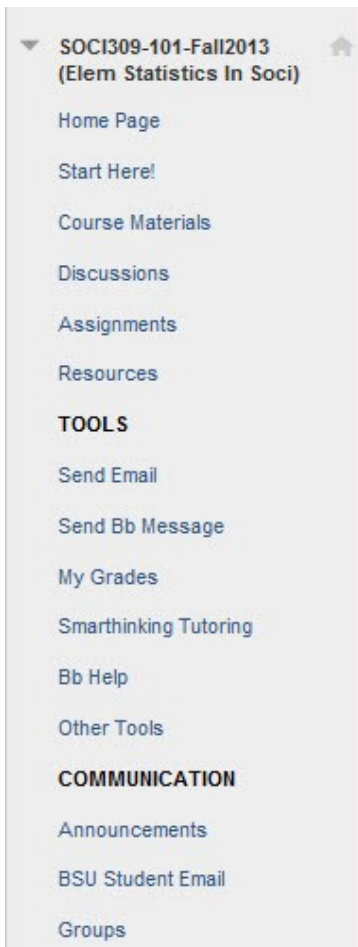 SOCI309-101-Fall2013
(Elem Statistics In Soci)
Home Page
Start Here!
Course Materials
Discussions
Assignments
Resources
TOOLS
Send Email
Send Bb Message
My Grades
Smarthinking Tutoring
Bb Help
Other Tools
COMMUNICATION
Announcements
BSU Student Email
Groups